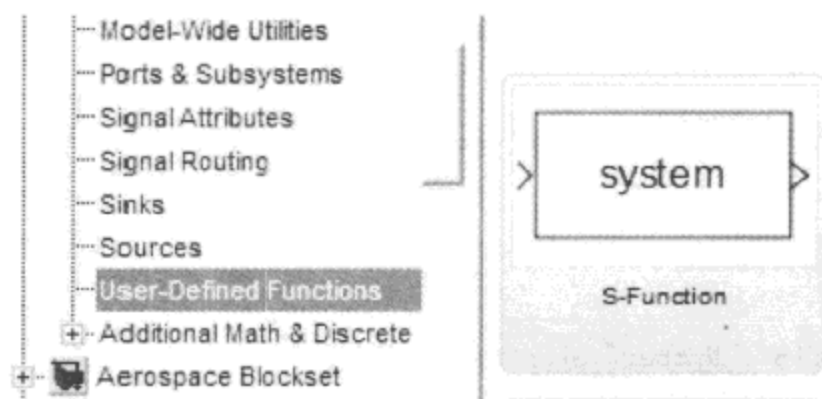 Model-Wide Utilities
Ports & Subsystems
Signal Attributes
Signal Routing
Sinks
Sources
User-Defined Functions
Additional Math & Discrete
Aerospace Blockset
system
S-Function